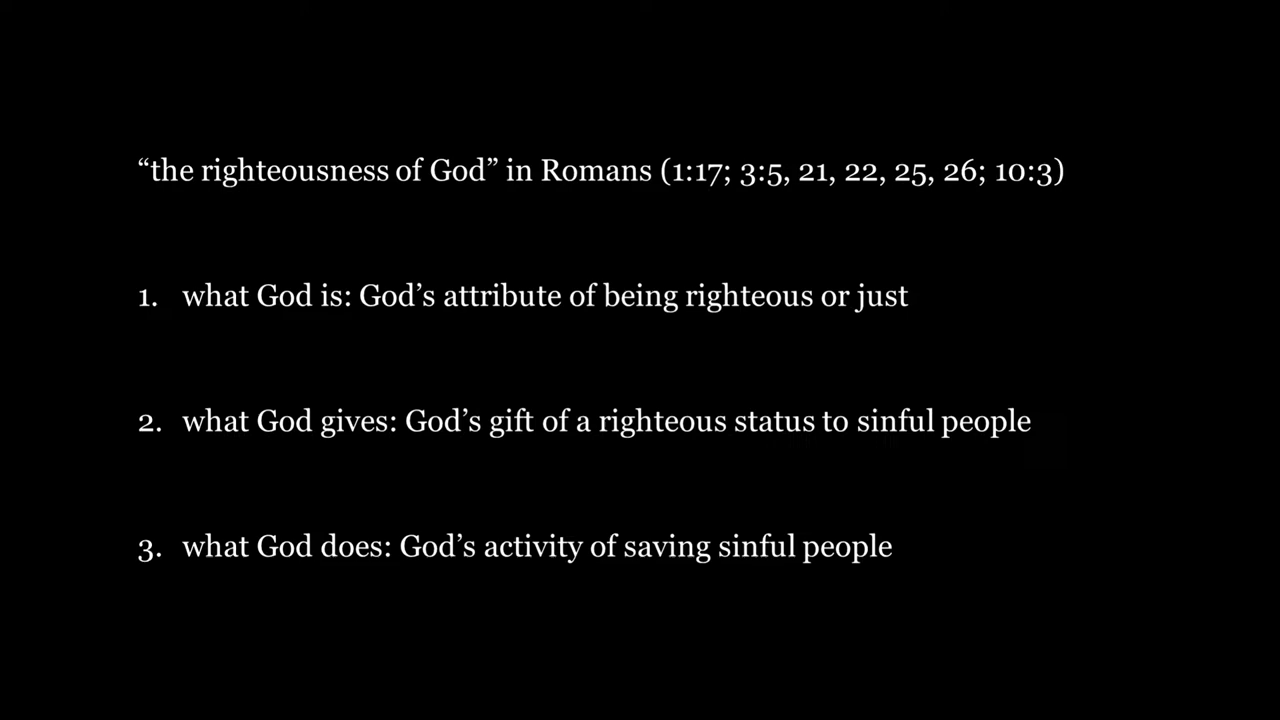 “the righteousness of God” in Romans (1:17; 3:5, 21, 22, 25, 26; 10:3)
1. what God is: God’s attribute of being righteous or just
2. what God gives: God’s gift of a righteous status to sinful people
3. what God does: God’s activity of saving sinful people